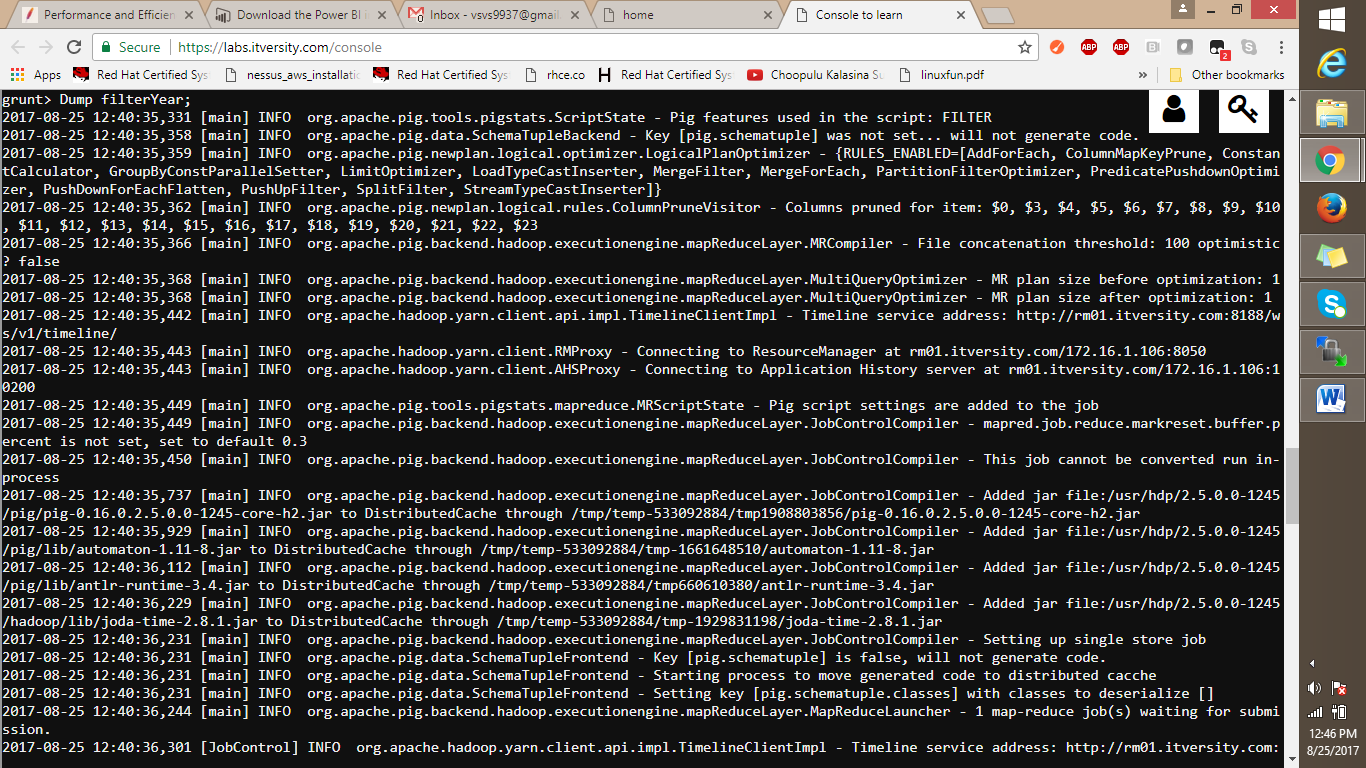 Performance and Efficien
Download the Power BI i
Inbox - vsvs9937@gmail
home
Console to learn
Secure
https://labs.itversity.com/console
ABP
ABP
2
Apps
Red Hat Certified Sys
nessus_aws_installatio
Red Hat Certified Sys
rhce.co
Red Hat Certified Sys
Choopulu Kalasina Su
linuxfun.pdf
»
Other bookmarks
grunt> Dump filterYear;
2017-08-25 12:40:35,331 [main] INFO  org.apache.pig.tools.pigstats.ScriptState - Pig features used in the script: FILTER
2017-08-25 12:40:35,358 [main] INFO  org.apache.pig.data.SchemaTupleBackend - Key [pig.schematuple] was not set... will not generate code.
2017-08-25 12:40:35,359 [main] INFO  org.apache.pig.newplan.logical.optimizer.LogicalPlanOptimizer - {RULES_ENABLED=[AddForEach, ColumnMapKeyPrune, Constan
tCalculator, GroupByConstParallelSetter, LimitOptimizer, LoadTypeCastInserter, MergeFilter, MergeForEach, PartitionFilterOptimizer, PredicatePushdownOptimi
zer, PushDownForEachFlatten, PushUpFilter, SplitFilter, StreamTypeCastInserter]}
2017-08-25 12:40:35,362 [main] INFO  org.apache.pig.newplan.logical.rules.ColumnPruneVisitor - Columns pruned for item: $0, $3, $4, $5, $6, $7, $8, $9, $10
, $11, $12, $13, $14, $15, $16, $17, $18, $19, $20, $21, $22, $23
2017-08-25 12:40:35,366 [main] INFO  org.apache.pig.backend.hadoop.executionengine.mapReduceLayer.MRCompiler - File concatenation threshold: 100 optimistic
? false
2017-08-25 12:40:35,368 [main] INFO  org.apache.pig.backend.hadoop.executionengine.mapReduceLayer.MultiQueryOptimizer - MR plan size before optimization: 1
2017-08-25 12:40:35,368 [main] INFO  org.apache.pig.backend.hadoop.executionengine.mapReduceLayer.MultiQueryOptimizer - MR plan size after optimization: 1
2017-08-25 12:40:35,442 [main] INFO  org.apache.hadoop.yarn.client.api.impl.TimelineClientImpl - Timeline service address: http://rm01.itversity.com:8188/w
s/v1/timeline/
2017-08-25 12:40:35,443 [main] INFO  org.apache.hadoop.yarn.client.RMProxy - Connecting to ResourceManager at rm01.itversity.com/172.16.1.106:8050
2017-08-25 12:40:35,443 [main] INFO  org.apache.hadoop.yarn.client.AHSProxy - Connecting to Application History server at rm01.itversity.com/172.16.1.106:1
0200
2017-08-25 12:40:35,449 [main] INFO  org.apache.pig.tools.pigstats.mapreduce.MRScriptState - Pig script settings are added to the job
2017-08-25 12:40:35,449 [main] INFO  org.apache.pig.backend.hadoop.executionengine.mapReduceLayer.JobControlCompiler - mapred.job.reduce.markreset.buffer.p
ercent is not set, set to default 0.3
2017-08-25 12:40:35,450 [main] INFO  org.apache.pig.backend.hadoop.executionengine.mapReduceLayer.JobControlCompiler - This job cannot be converted run in-
process
2017-08-25 12:40:35,737 [main] INFO  org.apache.pig.backend.hadoop.executionengine.mapReduceLayer.JobControlCompiler - Added jar file:/usr/hdp/2.5.0.0-1245
/pig/pig-0.16.0.2.5.0.0-1245-core-h2.jar to DistributedCache through /tmp/temp-533092884/tmp1908803856/pig-0.16.0.2.5.0.0-1245-core-h2.jar
2017-08-25 12:40:35,929 [main] INFO  org.apache.pig.backend.hadoop.executionengine.mapReduceLayer.JobControlCompiler - Added jar file:/usr/hdp/2.5.0.0-1245
/pig/lib/automaton-1.11-8.jar to DistributedCache through /tmp/temp-533092884/tmp-1661648510/automaton-1.11-8.jar
2017-08-25 12:40:36,112 [main] INFO  org.apache.pig.backend.hadoop.executionengine.mapReduceLayer.JobControlCompiler - Added jar file:/usr/hdp/2.5.0.0-1245
/pig/lib/antlr-runtime-3.4.jar to DistributedCache through /tmp/temp-533092884/tmp660610380/antlr-runtime-3.4.jar
2017-08-25 12:40:36,229 [main] INFO  org.apache.pig.backend.hadoop.executionengine.mapReduceLayer.JobControlCompiler - Added jar file:/usr/hdp/2.5.0.0-1245
/hadoop/lib/joda-time-2.8.1.jar to DistributedCache through /tmp/temp-533092884/tmp-1929831198/joda-time-2.8.1.jar
2017-08-25 12:40:36,231 [main] INFO  org.apache.pig.backend.hadoop.executionengine.mapReduceLayer.JobControlCompiler - Setting up single store job
2017-08-25 12:40:36,231 [main] INFO  org.apache.pig.data.SchemaTupleFrontend - Key [pig.schematuple] is false, will not generate code.
2017-08-25 12:40:36,231 [main] INFO  org.apache.pig.data.SchemaTupleFrontend - Starting process to move generated code to distributed cacche
2017-08-25 12:40:36,231 [main] INFO  org.apache.pig.data.SchemaTupleFrontend - Setting key [pig.schematuple.classes] with classes to deserialize []
2017-08-25 12:40:36,244 [main] INFO  org.apache.pig.backend.hadoop.executionengine.mapReduceLayer.MapReduceLauncher - 1 map-reduce job(s) waiting for submi
ssion.
2017-08-25 12:40:36,301 [JobControl] INFO  org.apache.hadoop.yarn.client.api.impl.TimelineClientImpl - Timeline service address: http://rm01.itversity.com:
12:46 PM
8/25/2017